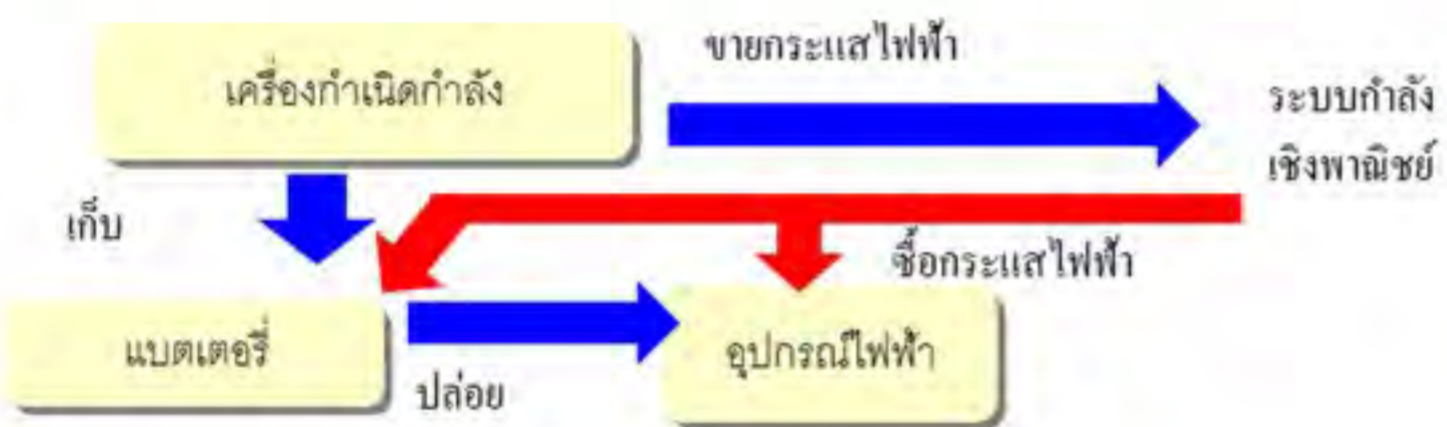 ขายกระแสไฟฟ้า
เครื่องกำเนิดกำลัง
ระบบกำลัง
เชิงพาณิชย์
เก็บ
ซื้อกระแสไฟฟ้า
แบตเตอรี่
อุปกรณ์ไฟฟ้า
ปล่อย